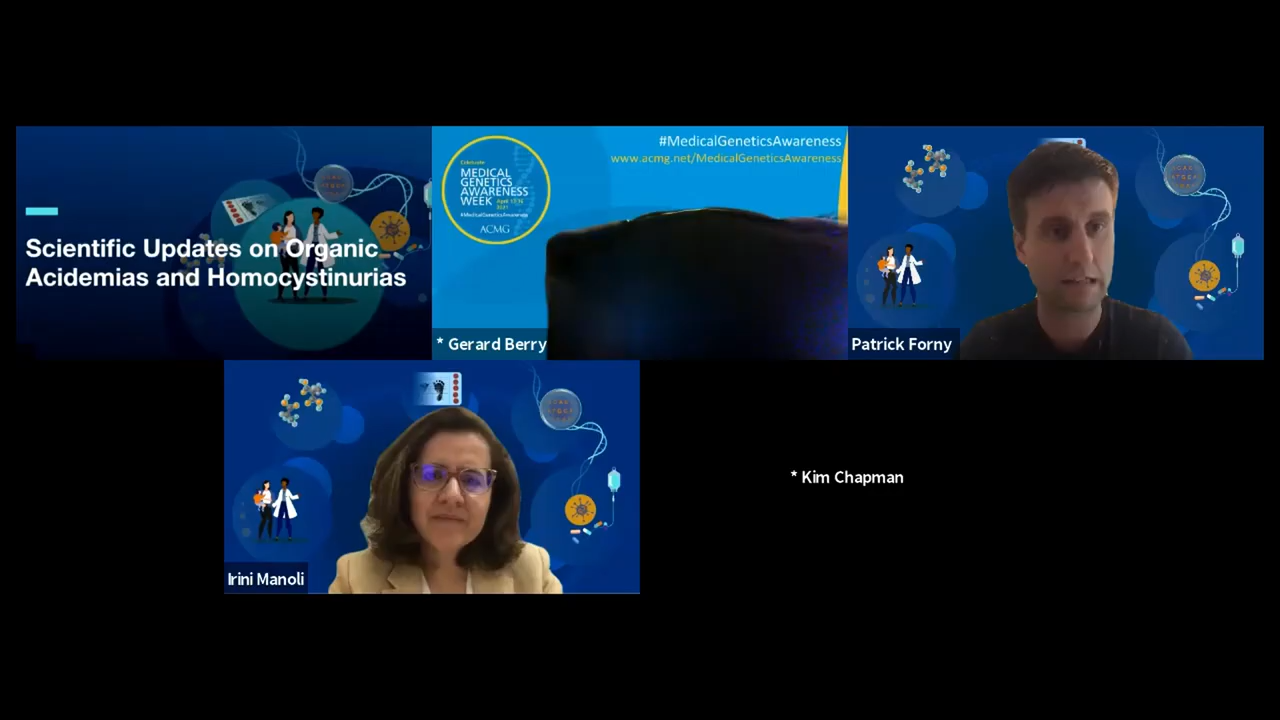 Scientific Updates on Organic
Acidemias and Homocystinurias
#MedicalGeneticsAwareness
www.acmg.net/MedicalGeneticsAwareness
Celebrate
MEDICAL
GENETICS
AWARENESS
WEEK
#MedicalGeneticsAwareness
ACMG
* Gerard Berry
Patrick Forny
Irini Manoli
* Kim Chapman